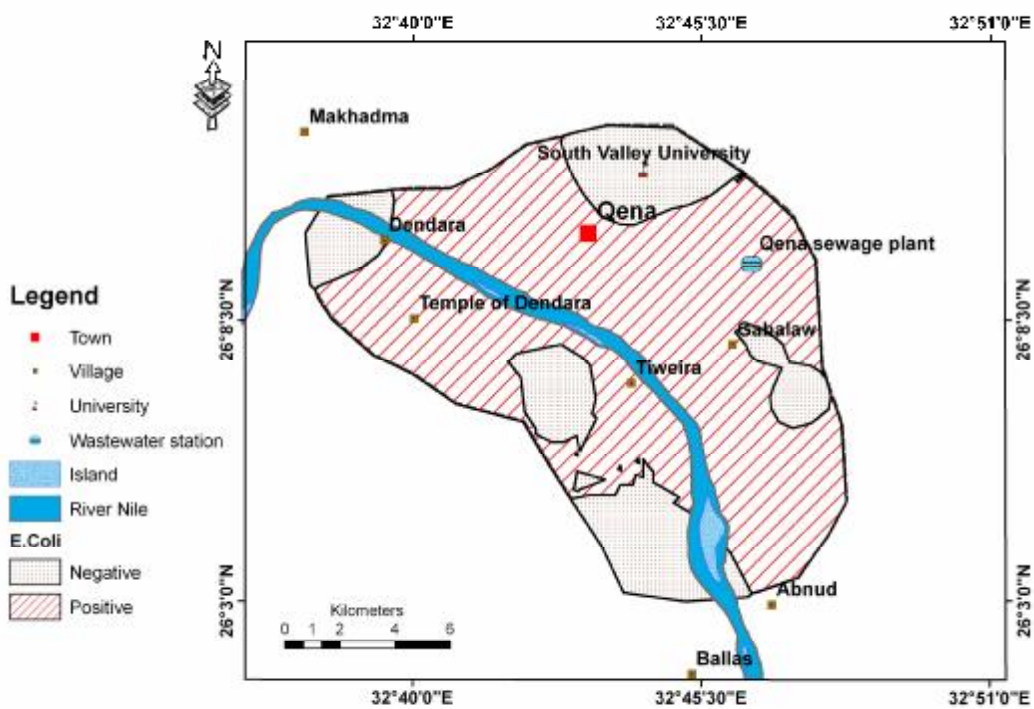 32°40'0"E
32°45'30"E
32°51'0"E
N
Makhadma
South Valley University
Qena
Dendara
Qena sewage plant
Legend
Temple of Dendara
26°8'30"N
26°8'30"N
Town
Gabalaw
Village
Tiweira
University
Wastewater station
Island
River Nile
E.Coli
Negative
Positive
Abnud
26°3'0"N
26°3'0"N
Kilometers
0 1 2 4 6
Ballas
32°40'0"E
32°45'30"E
32°51'0"E